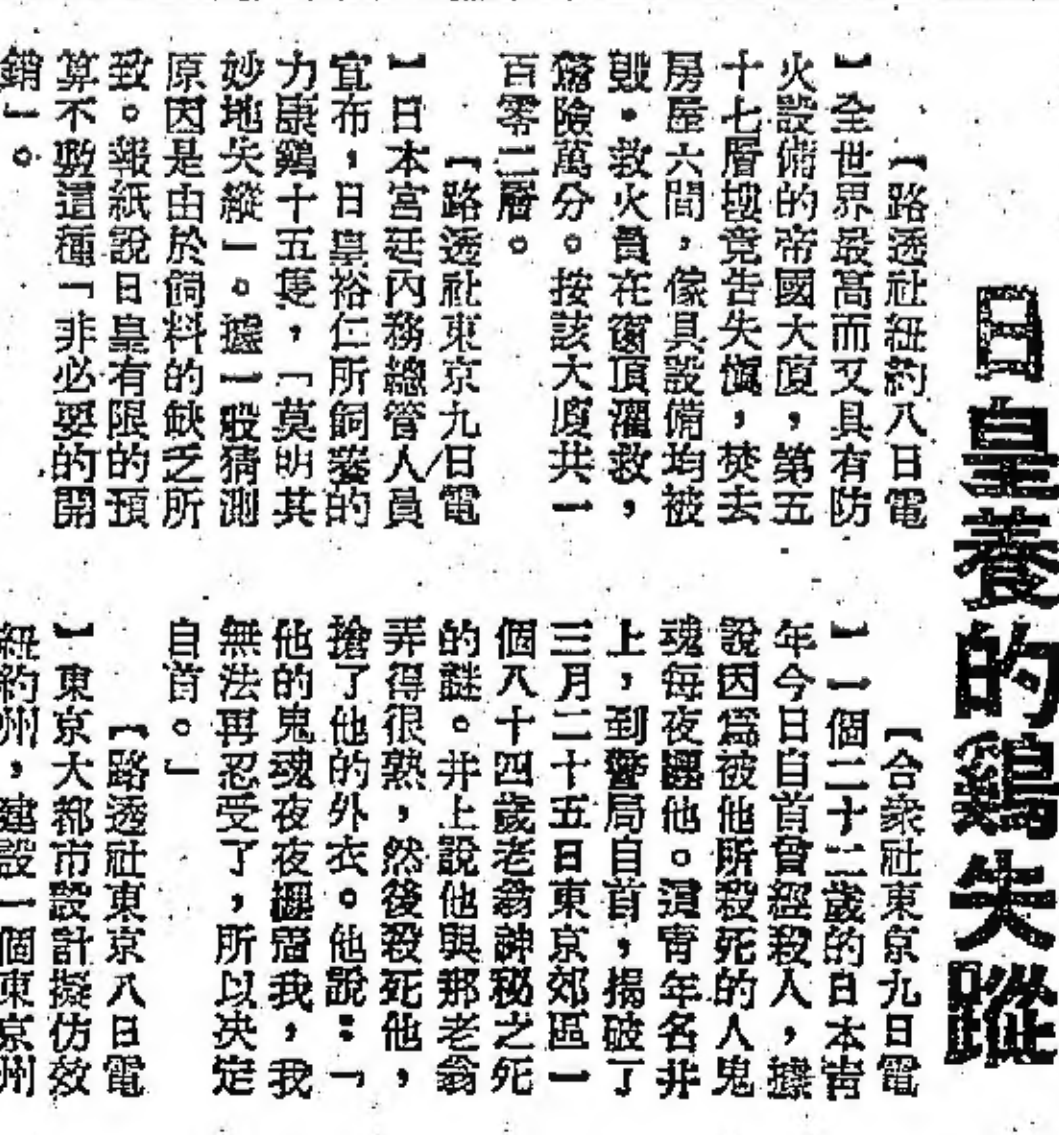 日皇養的鷄失蹤
【路透社紐約八日電
】全世界最高而又具有防
火設備的帝國大廈，第五
十七層樓竟告失愼，焚去
房屋六間，傢具設備均被
毀。救火員在窗頂灌救，
驚險萬分。按該大廈共一
百零二層。
【路透社東京九日電
】日本宮廷內務總管人員
宣布，日皇裕仁所飼養的
力康鷄十五隻，「莫明其
妙地失縱」。據一般猜測
原因是由於飼料的缺乏所
致。報紙說日皇有限的預
算不敷這種「非必要的開
銷」。
【合衆社東京九日電
】一個二十二歲的日本靑
年今日自首曾經殺人，據
說因爲被他所殺死的人鬼
魂每夜纒他。這靑年名井
上，到警局自首，揭破了
三月二十五日東京郊區一
個八十四歲老翁神秘之死
的謎。井上說他與那老翁
弄得很熟，然後殺死他，
搶了他的外衣。他說：「
他的鬼魂夜夜纒着我，我
無法再忍受了，所以決定
自首。」
【路透社東京八日電
】東京大都市設計擬仿效
紐約州，建設一個東京州